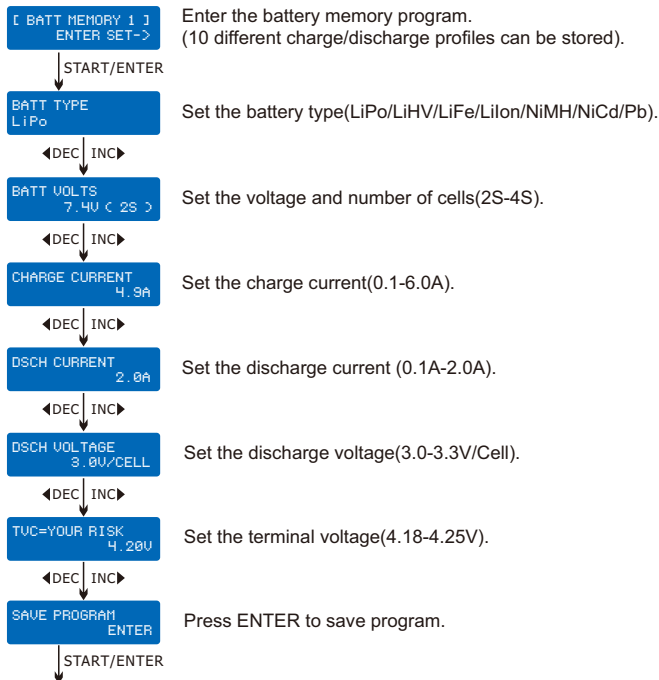 [ BATT MEMORY 1 ]
ENTER SET->
Enter the battery memory program.
(10 different charge/discharge profiles can be stored).
START/ENTER
BATT TYPE
LiPo
Set the battery type(LiPo/LiHV/LiFe/LiIon/NiMH/NiCd/Pb).
◀DEC INC▶
BATT VOLTS
7.4V ( 2S )
Set the voltage and number of cells(2S-4S).
◀DEC INC▶
CHARGE CURRENT
4.9A
Set the charge current(0.1-6.0A).
◀DEC INC▶
DSCH CURRENT
2.0A
Set the discharge current (0.1A-2.0A).
◀DEC INC▶
DSCH VOLTAGE
3.0V/CELL
Set the discharge voltage(3.0-3.3V/Cell).
◀DEC INC▶
TVC=YOUR RISK
4.20V
Set the terminal voltage(4.18-4.25V).
◀DEC INC▶
SAVE PROGRAM
ENTER
Press ENTER to save program.
START/ENTER